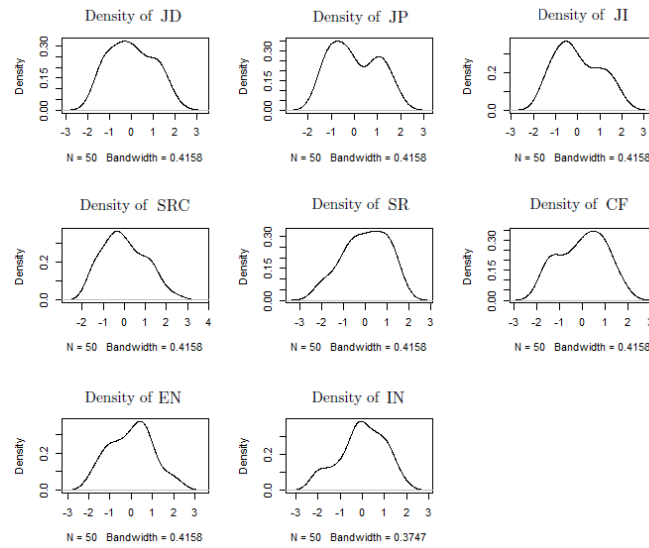 Density of JD
Density
0.00 0.15 0.30
-3 -2 -1 0 1 2 3
N = 50 Bandwidth = 0.4158
Density of JP
Density
0.00 0.15 0.30
-2 -1 0 1 2 3
N = 50 Bandwidth = 0.4158
Density of JI
Density
0.0 0.2
-3 -2 -1 0 1 2 3
N = 50 Bandwidth = 0.4158
Density of SRC
Density
0.0 0.2
-2 -1 0 1 2 3 4
N = 50 Bandwidth = 0.4158
Density of SR
Density
0.00 0.15 0.30
-3 -2 -1 0 1 2 3
N = 50 Bandwidth = 0.4158
Density of CF
Density
0.00 0.15 0.30
-3 -2 -1 0 1 2 3
N = 50 Bandwidth = 0.4158
Density of EN
Density
0.0 0.2
-3 -2 -1 0 1 2 3
N = 50 Bandwidth = 0.4158
Density of IN
Density
0.0 0.2
-3 -2 -1 0 1 2 3
N = 50 Bandwidth = 0.3747